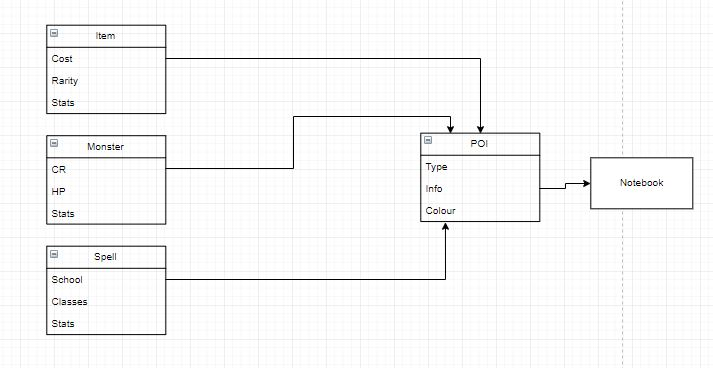 Item
Cost
Rarity
Stats
Monster
CR
HP
Stats
Spell
School
Classes
Stats
POI
Type
Info
Colour
Notebook